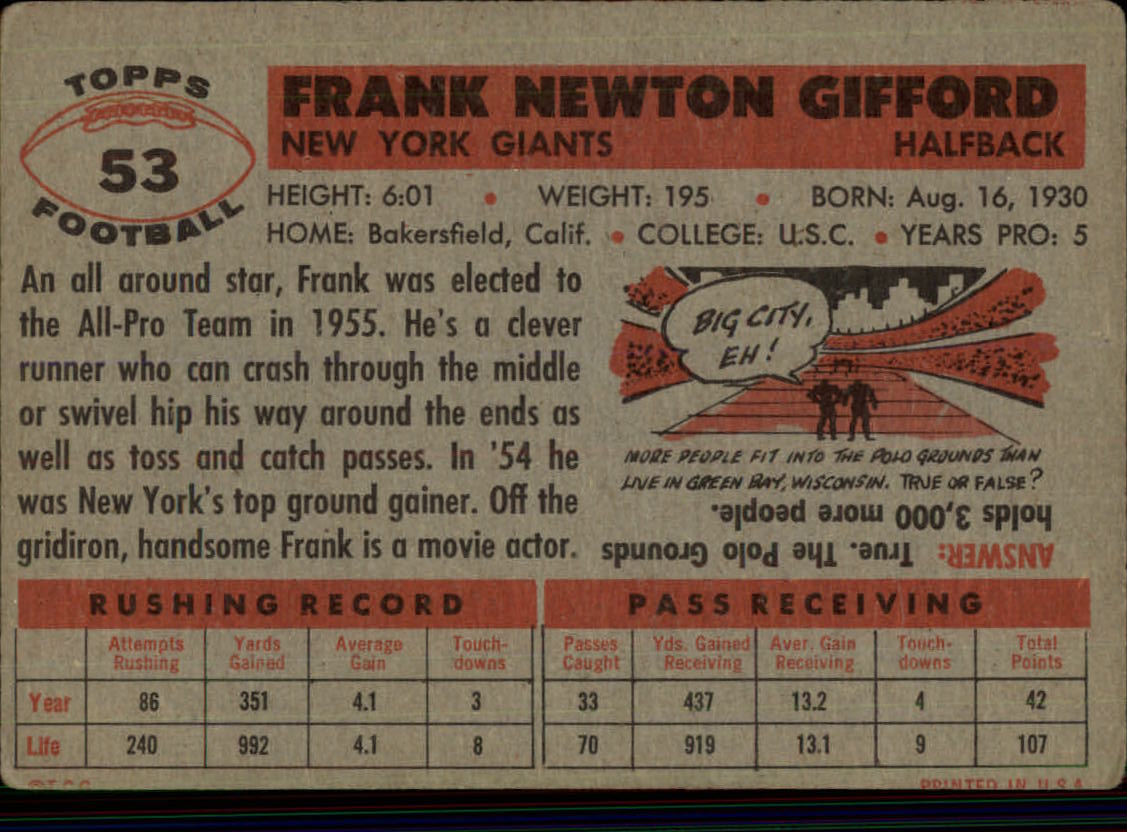 TOPPS
53
FOOTBALL
FRANK NEWTON GIFFORD
NEW YORK GIANTS HALFBACK
HEIGHT: 6:01 • WEIGHT: 195 • BORN: Aug. 16, 1930
HOME: Bakersfield, Calif. • COLLEGE: U.S.C. • YEARS PRO: 5
An all around star, Frank was elected to
the All-Pro Team in 1955. He's a clever
runner who can crash through the middle
or swivel hip his way around the ends as
well as toss and catch passes. In '54 he
was New York's top ground gainer. Off the
gridiron, handsome Frank is a movie actor.
BIG CITY,
EH!
MORE PEOPLE FIT INTO THE POLO GROUNDS THAN
LIVE IN GREEN BAY, WISCONSIN. TRUE OR FALSE?
ANSWER: True. The Polo Grounds
holds 3,000 more people.
RUSHING RECORD PASS RECEIVING
Attempts Rushing Yards Gained Average Gain Touch-downs Passes Caught Yds. Gained Receiving Aver. Gain Receiving Touch-downs Total Points
Year 86 351 4.1 3 33 437 13.2 4 42
Life 240 992 4.1 8 70 919 13.1 9 107
©T.C.G. PRINTED IN U.S.A.